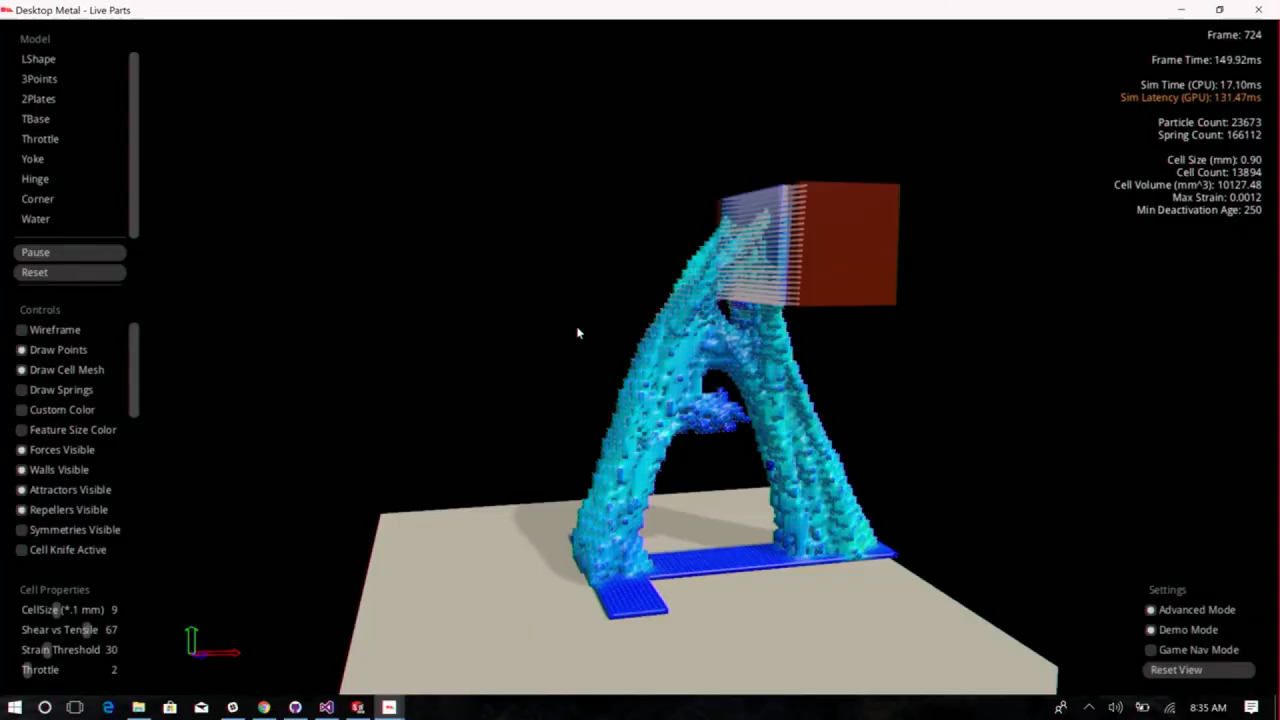 Desktop Metal - Live Parts
Model
LShape
3Points
2Plates
TBase
Throttle
Yoke
Hinge
Corner
Water
Pause
Reset
Controls
Wireframe
Draw Points
Draw Cell Mesh
Draw Springs
Custom Color
Feature Size Color
Forces Visible
Walls Visible
Attractors Visible
Repellers Visible
Symmetries Visible
Cell Knife Active
Cell Properties
CellSize (*.1 mm) 9
Shear vs Tensile 67
Strain Threshold 30
Throttle 2
Frame: 724
Frame Time: 149.92ms
Sim Time (CPU): 17.10ms
Sim Latency (GPU): 131.47ms
Particle Count: 23673
Spring Count: 166112
Cell Size (mm): 0.90
Cell Count: 13894
Cell Volume (mm^3): 10127.48
Max Strain: 0.0012
Min Deactivation Age: 250
Settings
Advanced Mode
Demo Mode
Game Nav Mode
Reset View
8:35 AM